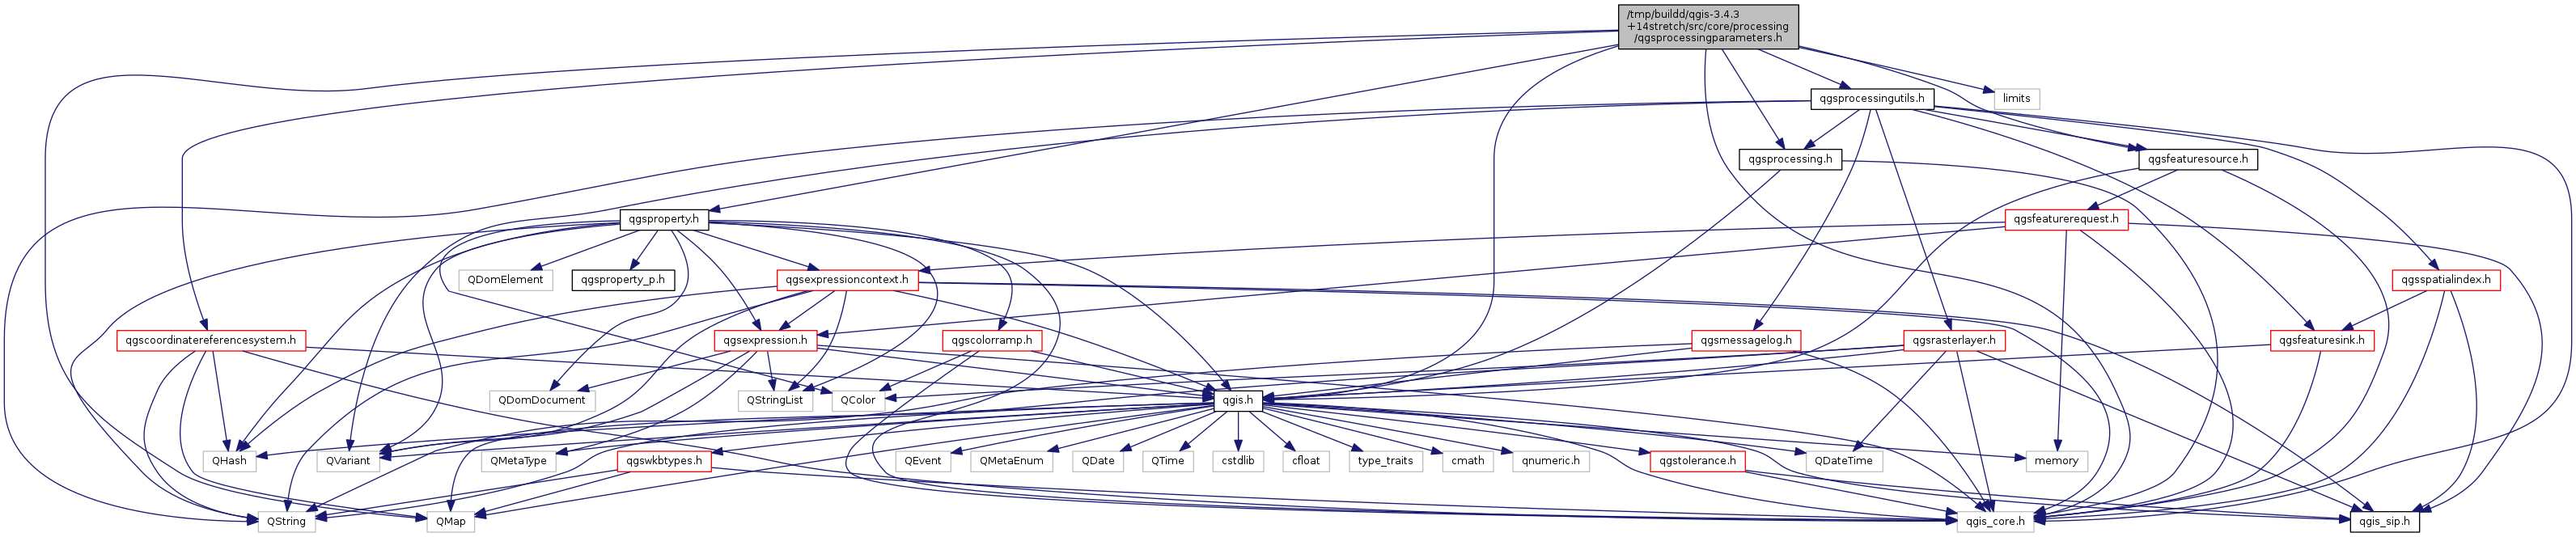 /tmp/buildd/qgis-3.4.3
+14stretch/src/core/processing
/qgsprocessingparameters.h
qgsprocessingutils.h
limits
qgsprocessing.h
qgsfeaturesource.h
qgsproperty.h
qgsfeaturerequest.h
QDomElement
qgsproperty_p.h
qgsexpressioncontext.h
qgsspatialindex.h
qgscoordinatereferencesystem.h
qgsexpression.h
qgscolorramp.h
qgsmessagelog.h
qgsrasterlayer.h
qgsfeaturesink.h
QDomDocument
QStringList
QColor
qgis.h
QHash
QVariant
QMetaType
qgswkbtypes.h
QEvent
QMetaEnum
QDate
QTime
cstdlib
cfloat
type_traits
cmath
qnumeric.h
qgstolerance.h
QDateTime
memory
QString
QMap
qgis_core.h
qgis_sip.h